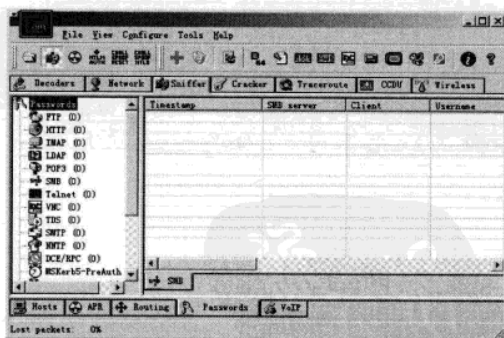 File View Configure Tools Help
Decoders Network Sniffer Cracker Traceroute CCDU Wireless
Passwords
FTP (0)
HTTP (0)
IMAP (0)
LDAP (0)
POP3 (0)
SMB (0)
Telnet (0)
VNC (0)
TDS (0)
SMTP (0)
NNTP (0)
DCE/RPC (0)
MSKerb5-PreAuth
Timestamp SMB server Client Username
SMB
Hosts APR Routing Passwords VoIP
Lost packets: 0%